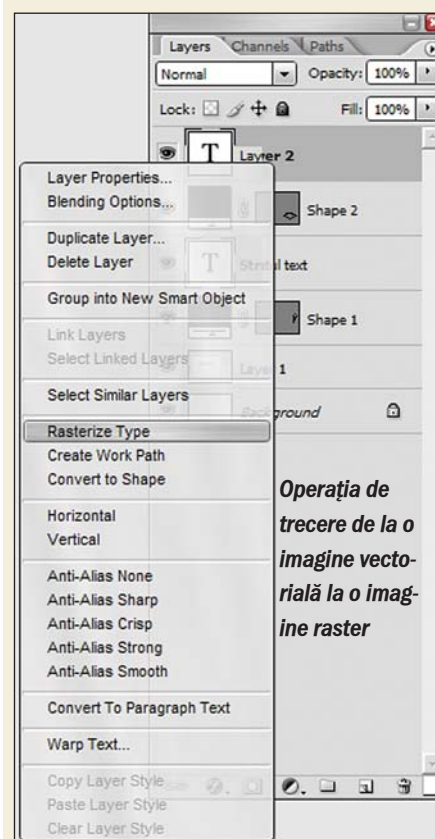 Layers Channels Paths
Normal Opacity: 100%
Lock: Fill: 100%
T Layer 2
Shape 2
T Stratul text
Shape 1
Layer 1
Background
Layer Properties...
Blending Options...
Duplicate Layer...
Delete Layer
Group into New Smart Object
Link Layers
Select Linked Layers
Select Similar Layers
Rasterize Type
Create Work Path
Convert to Shape
Horizontal
Vertical
Anti-Alias None
Anti-Alias Sharp
Anti-Alias Crisp
Anti-Alias Strong
Anti-Alias Smooth
Convert To Paragraph Text
Warp Text...
Copy Layer Style
Paste Layer Style
Clear Layer Style
Operația de
trecere de la o
imagine vecto-
rială la o imag-
ine raster